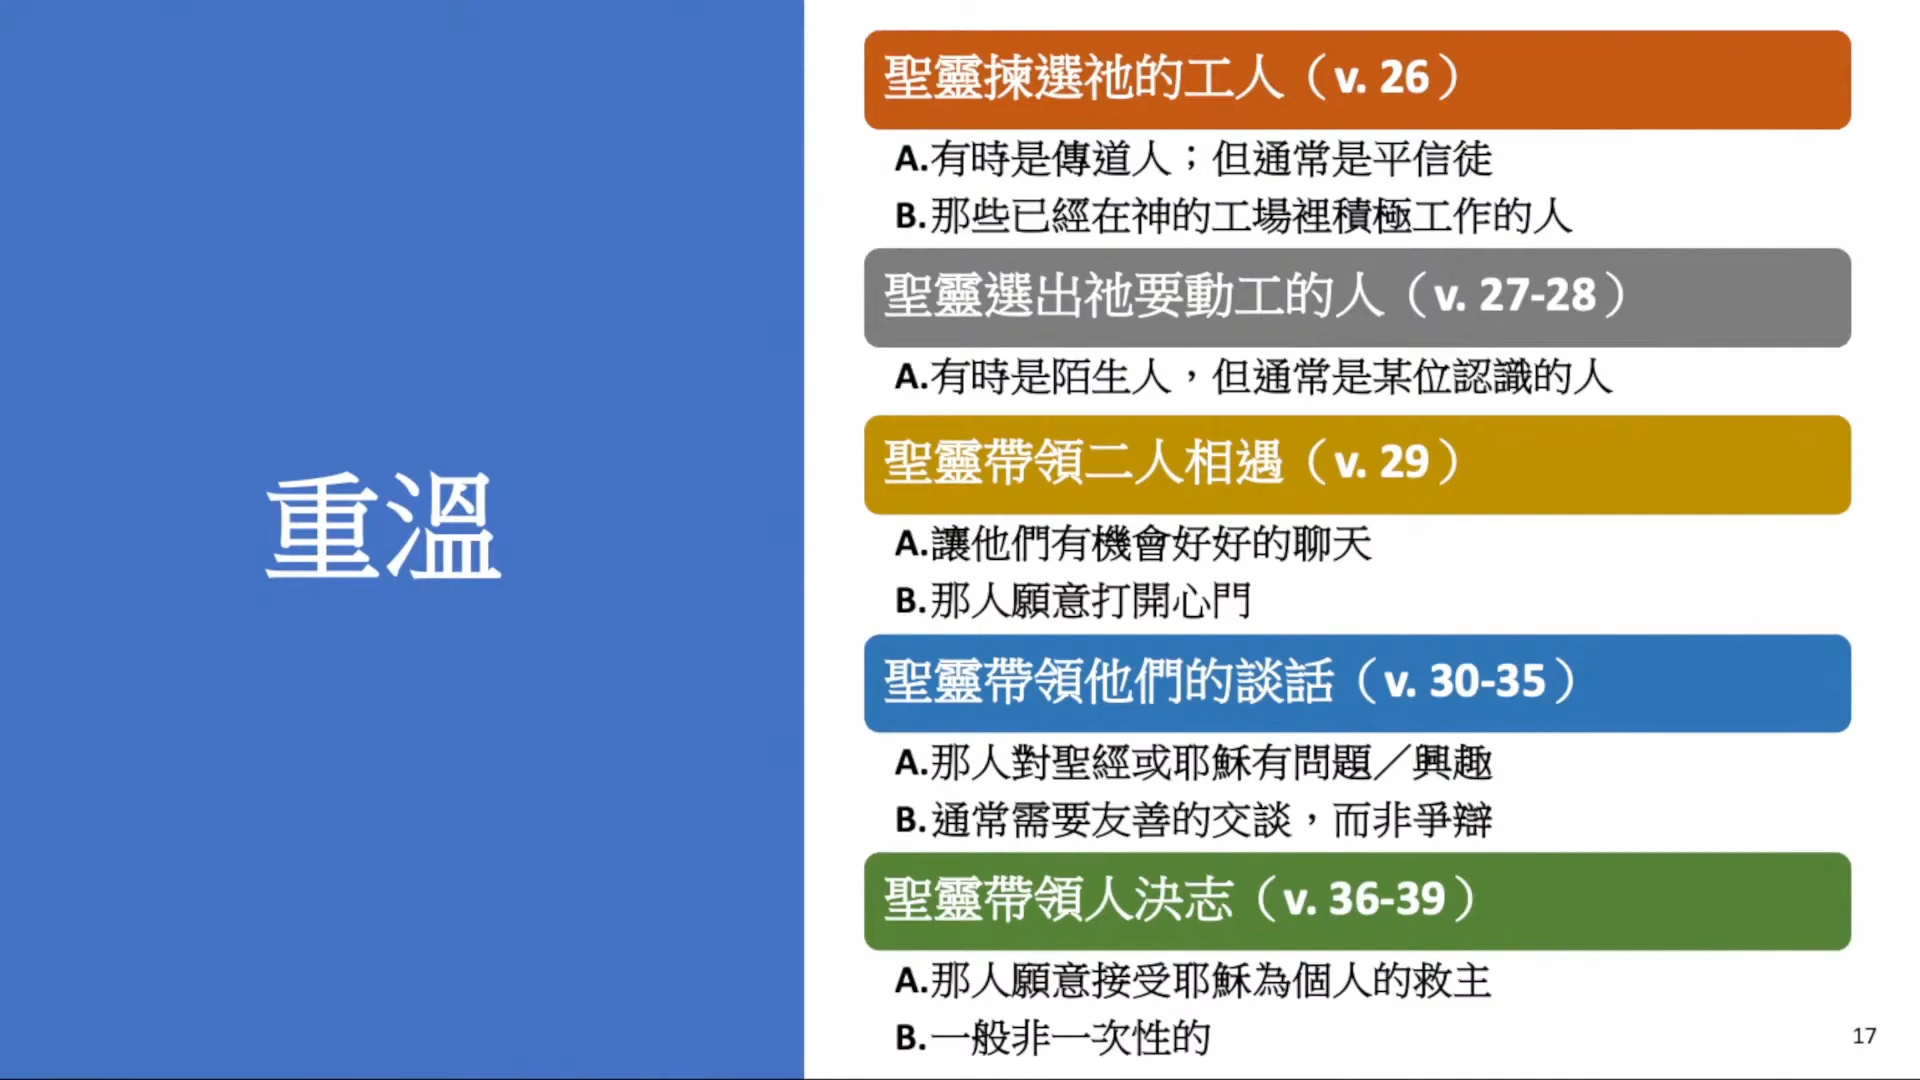 重溫
聖靈揀選祂的工人（v. 26）
A.有時是傳道人；但通常是平信徒
B.那些已經在神的工場裡積極工作的人
聖靈選出祂要動工的人（v. 27-28）
A.有時是陌生人，但通常是某位認識的人
聖靈帶領二人相遇（v. 29）
A.讓他們有機會好好的聊天
B.那人願意打開心門
聖靈帶領他們的談話（v. 30-35）
A.那人對聖經或耶穌有問題／興趣
B.通常需要友善的交談，而非爭辯
聖靈帶領人決志（v. 36-39）
A.那人願意接受耶穌為個人的救主
B.一般非一次性的
17